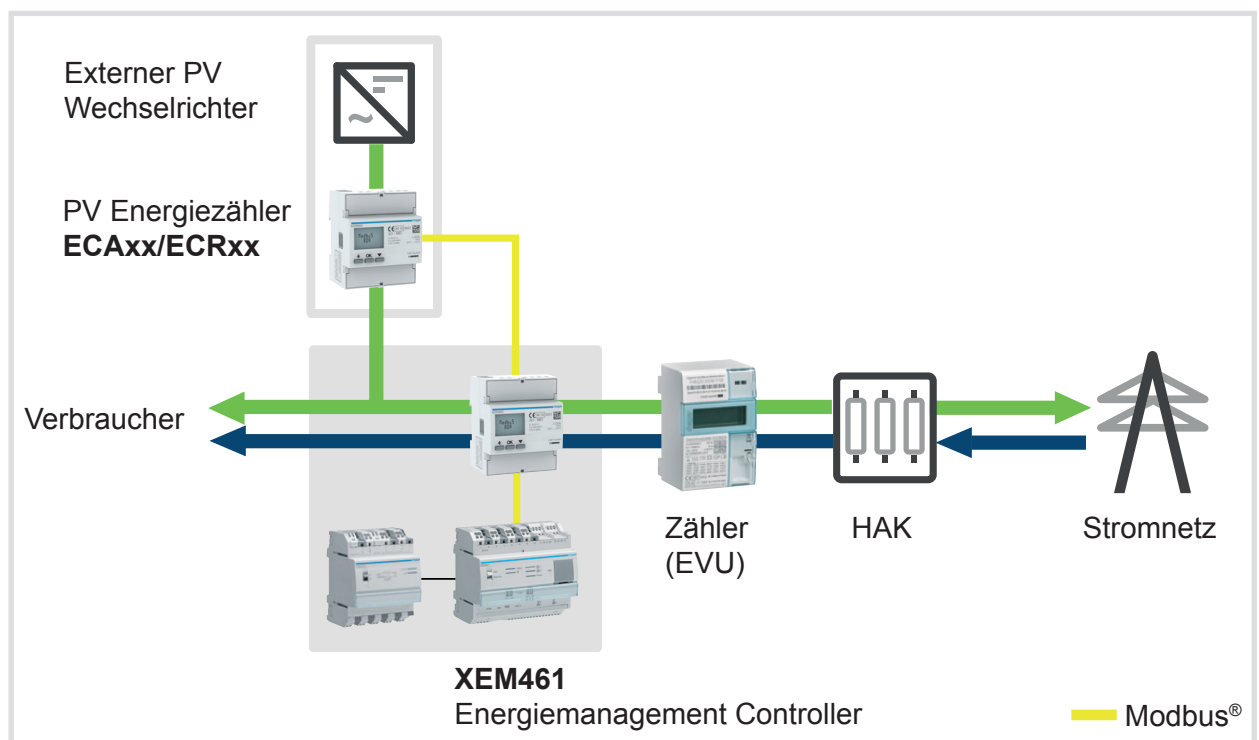 Externer PV
Wechselrichter
PV Energiezähler
ECAxx/ECRxx
Verbraucher
Zähler
(EVU)
HAK
Stromnetz
XEM461
Energiemanagement Controller
Modbus®